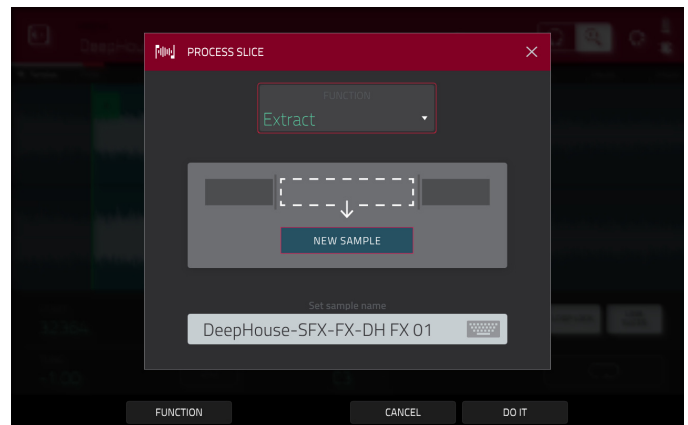 PROCESS SLICE
FUNCTION
Extract
NEW SAMPLE
Set sample name
DeepHouse-SFX-FX-DH FX 01
FUNCTION
CANCEL
DO IT